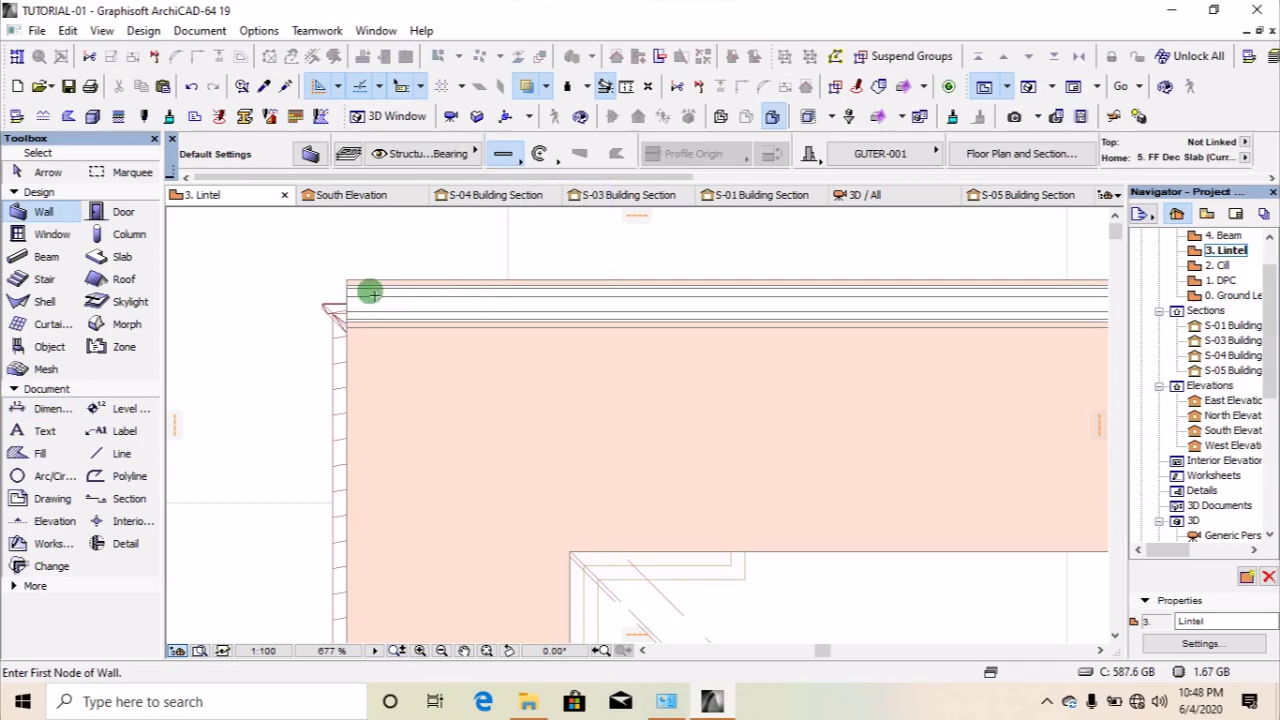 TUTORIAL-01 - Graphisoft ArchiCAD-64 19
File Edit View Design Document Options Teamwork Window Help
Suspend Groups
Unlock All
Go
3D Window
Toolbox
Select
Arrow Marquee
Design
Wall Door
Window Column
Beam Slab
Stair Roof
Shell Skylight
Curtai... Morph
Object Zone
Mesh
Document
Dimen... Level ...
Text Label
Fill Line
Arc/Cir... Polyline
Drawing Section
Elevation Interio...
Works... Detail
Change
More
Default Settings
Structu...Bearing
Profile Origin
GUTER-001
Floor Plan and Section...
Top: Not Linked
Home: 5. FF Dec Slab (Curr...
3. Lintel
South Elevation
S-04 Building Section
S-03 Building Section
S-01 Building Section
3D / All
S-05 Building Section
Navigator - Project ...
4. Beam
3. Lintel
2. Cill
1. DPC
0. Ground Le
Sections
S-01 Building
S-03 Building
S-04 Building
S-05 Building
Elevations
East Elevatic
North Elevat
South Elevat
West Elevati
Interior Elevation
Worksheets
Details
3D Documents
3D
Generic Pers
Properties
3. Lintel
Settings...
1:100
677 %
0.00°
Enter First Node of Wall.
C: 587.6 GB
1.67 GB
Type here to search
10:48 PM
6/4/2020